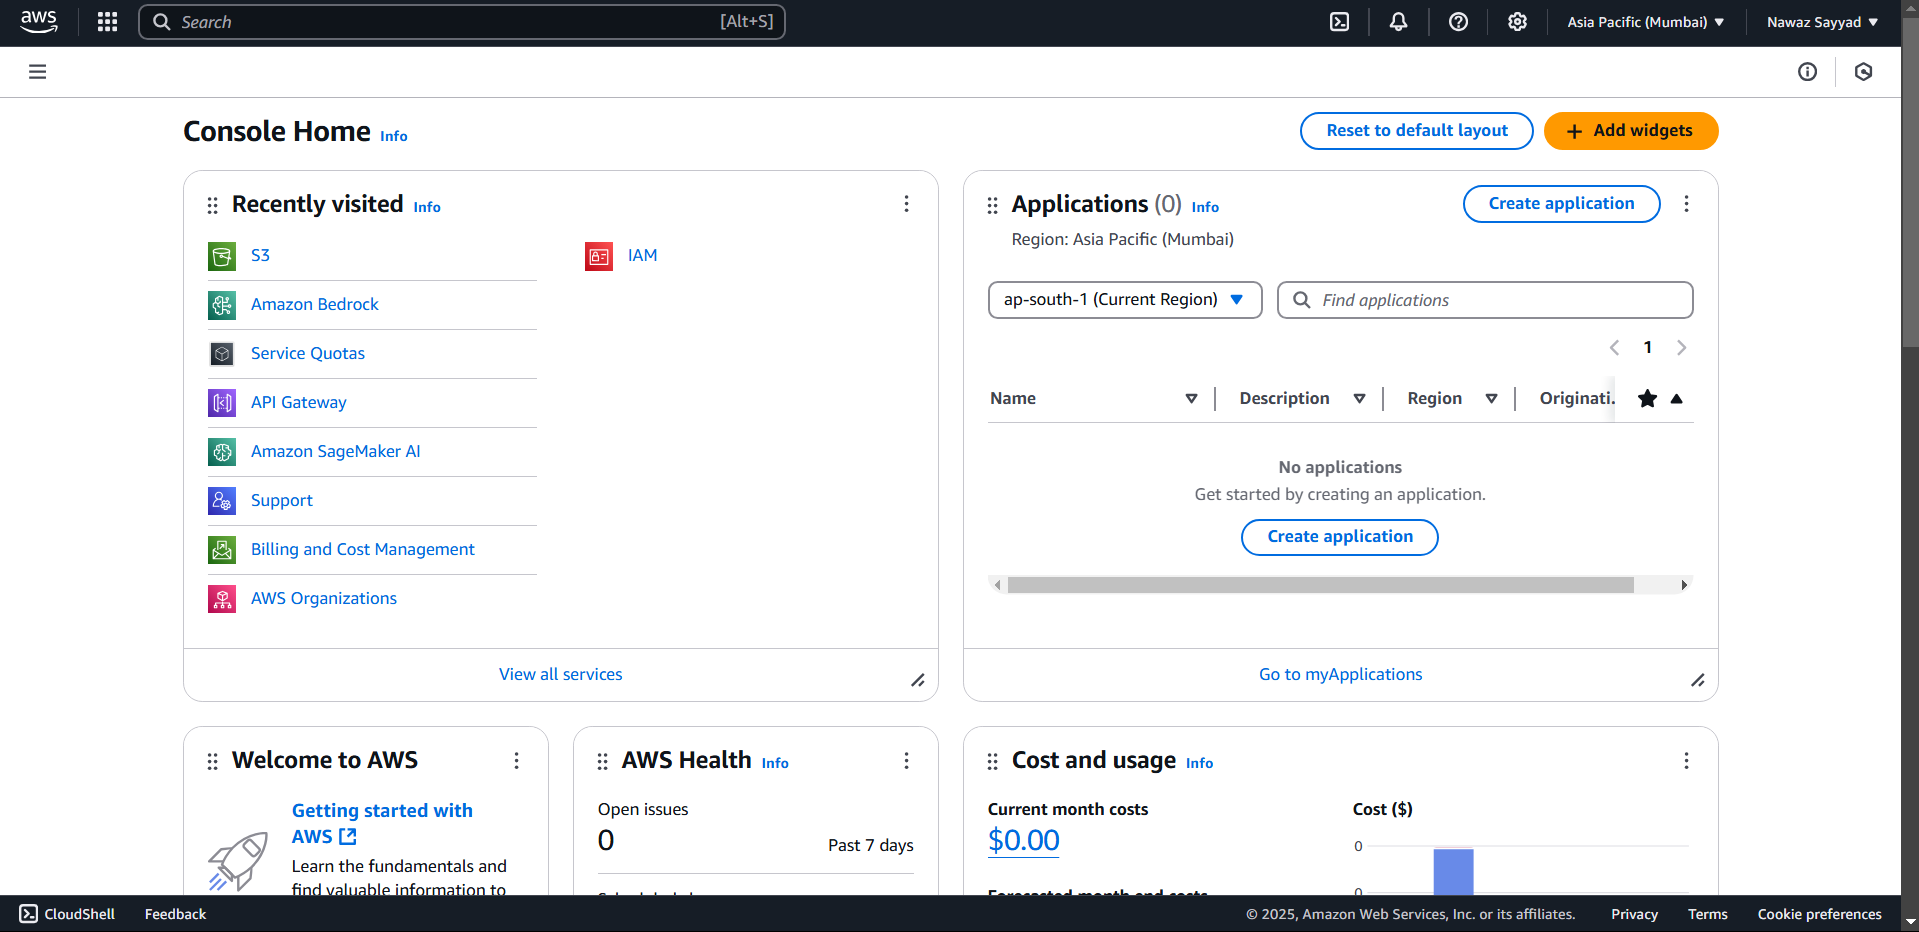 aws
Search [Alt+S]
Asia Pacific (Mumbai)
Nawaz Sayyad
Console Home Info
Reset to default layout
Add widgets
Recently visited Info
S3
Amazon Bedrock
Service Quotas
API Gateway
Amazon SageMaker AI
Support
Billing and Cost Management
AWS Organizations
IAM
View all services
Applications (0) Info
Create application
Region: Asia Pacific (Mumbai)
ap-south-1 (Current Region)
Find applications
1
Name Description Region Originati.
No applications
Get started by creating an application.
Create application
Go to myApplications
Welcome to AWS
Getting started with
AWS
Learn the fundamentals and
find valuable information to
AWS Health Info
Open issues
0
Past 7 days
Cost and usage Info
Current month costs
$0.00
Forecasted month end costs
Cost ($)
0
0
CloudShell
Feedback
© 2025, Amazon Web Services, Inc. or its affiliates.
Privacy
Terms
Cookie preferences